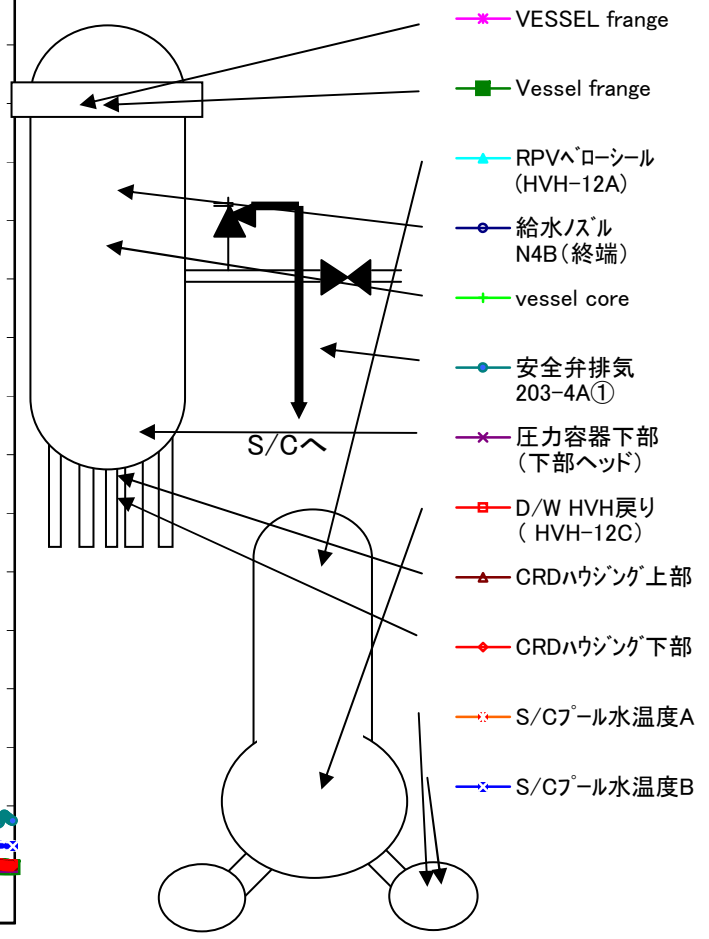 VESSEL frange
Vessel frange
RPVﾍﾞﾛｰｼｰﾙ
(HVH-12A)
給水ﾉｽﾞﾙ
N4B(終端)
vessel core
安全弁排気
203-4A①
圧力容器下部
(下部ヘッド)
D/W HVH戻り
( HVH-12C)
CRDﾊｳｼﾞﾝｸﾞ上部
CRDﾊｳｼﾞﾝｸﾞ下部
S/Cﾌﾟｰﾙ水温度A
S/Cﾌﾟｰﾙ水温度B
S/Cへ